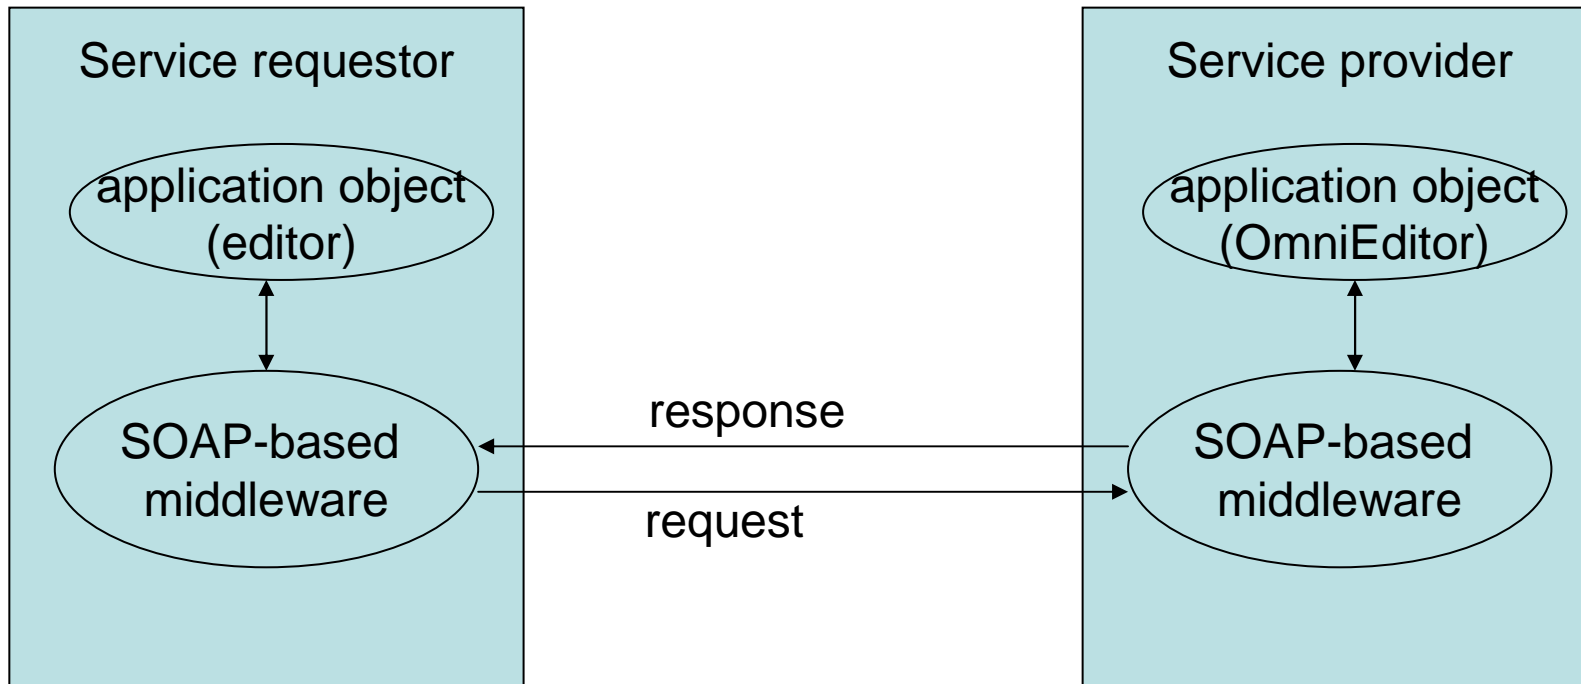 Service requestor
application object
(editor)
SOAP-based
middleware
response
request
Service provider
application object
(OmniEditor)
SOAP-based
middleware